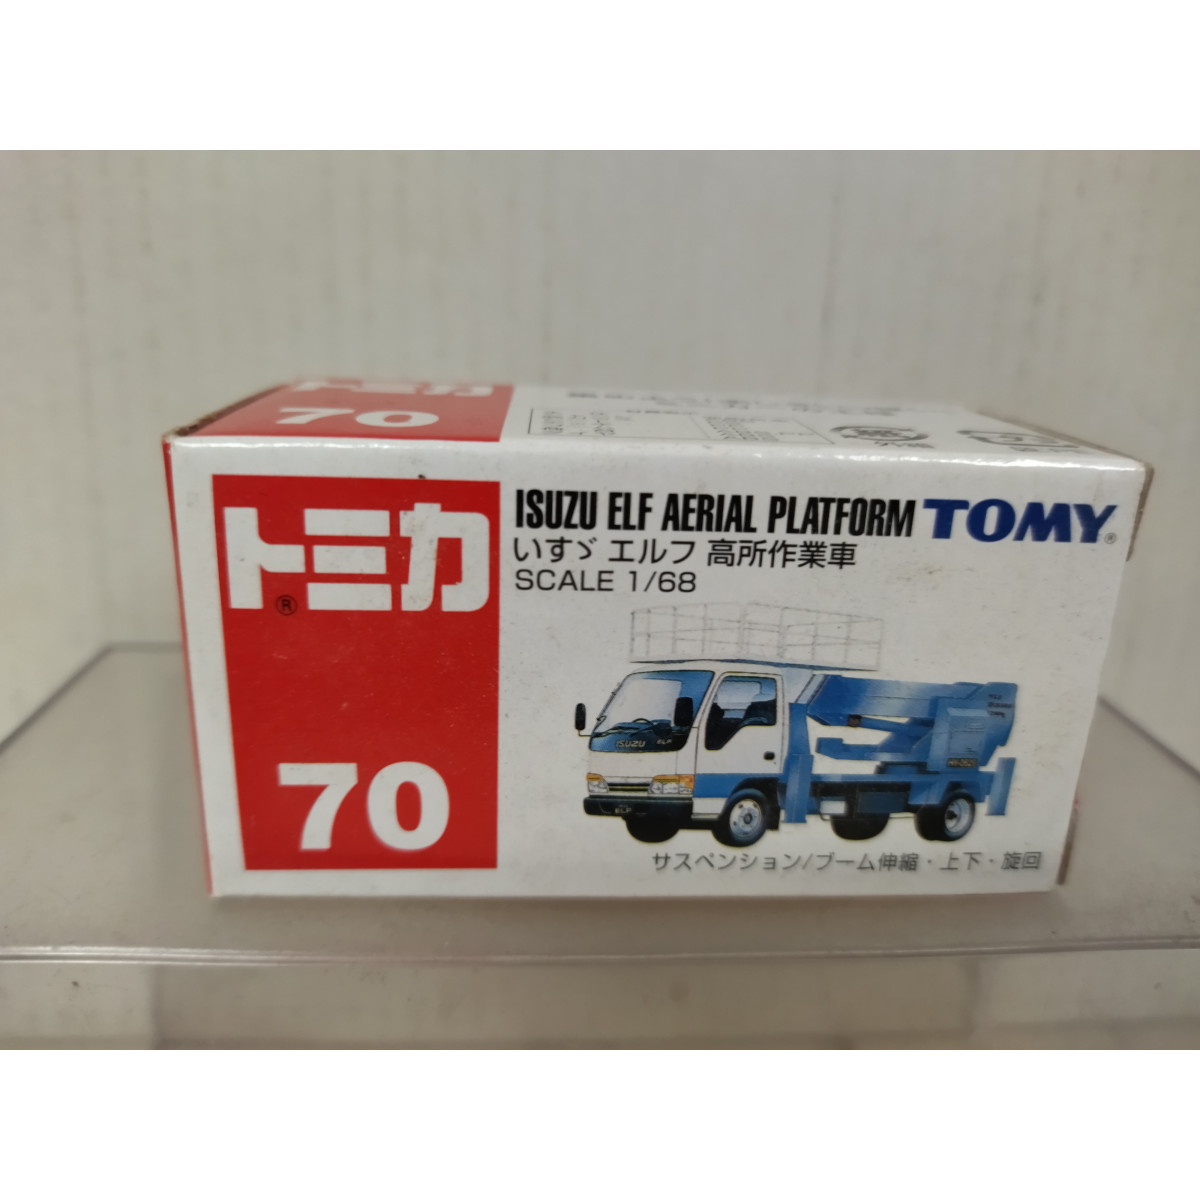 トミカ
70
トミカ
®
70
ISUZU ELF AERIAL PLATFORM TOMY®
いすゞ エルフ 高所作業車
SCALE 1/68
ISUZU ELF
ELF
サスペンション/ブーム伸縮・上下・旋回